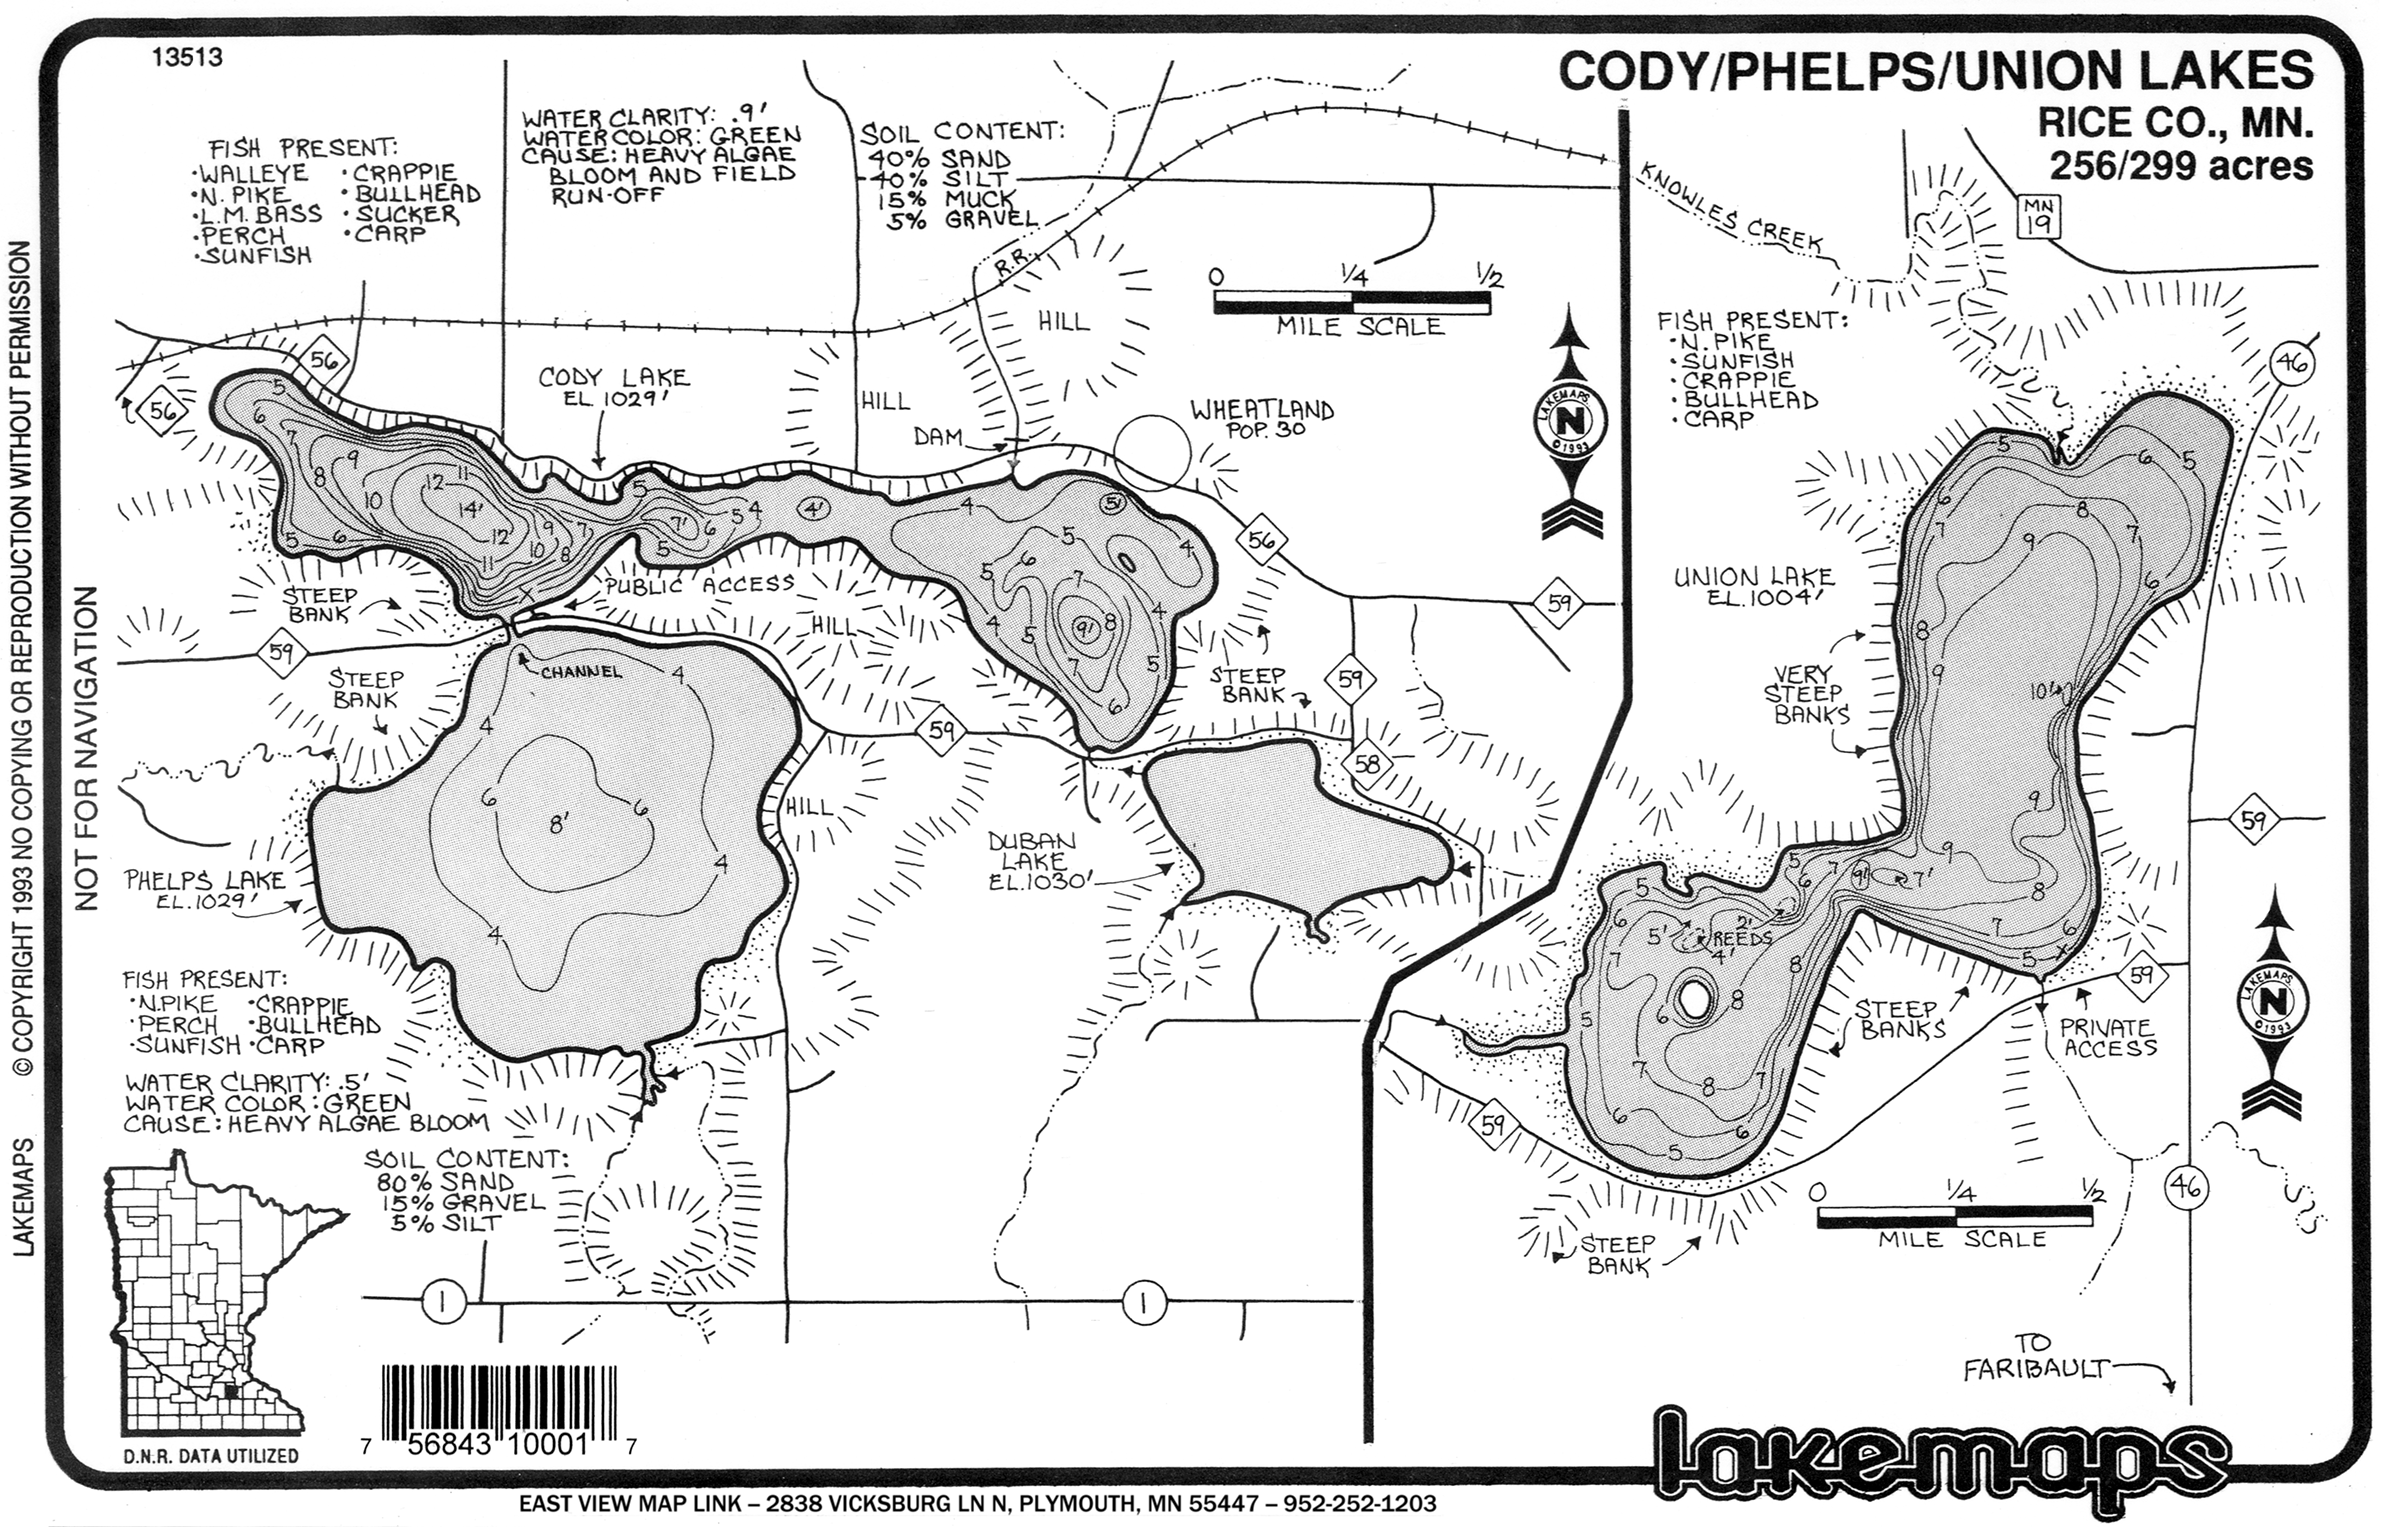 13513
CODY/PHELPS/UNION LAKES
RICE CO., MN.
256/299 acres
FISH PRESENT:
•WALLEYE •CRAPPIE
•N. PIKE •BULLHEAD
•L.M. BASS •SUCKER
•PERCH •CARP
•SUNFISH
WATER CLARITY: .9'
WATER COLOR: GREEN
CAUSE: HEAVY ALGAE
BLOOM AND FIELD
RUN-OFF
SOIL CONTENT:
40% SAND
40% SILT
15% MUCK
5% GRAVEL
R.R.
HILL
0 1/4 1/2
MILE SCALE
KNOWLES CREEK
MN
19
46
FISH PRESENT:
•N. PIKE
•SUNFISH
•CRAPPIE
•BULLHEAD
•CARP
LAKEMAPS
N
©1993
56
56
CODY LAKE
EL 1029'
HILL
DAM
WHEATLAND
POP. 30
56
59
5
6
7
8
9
10
11
12
14'
12'
11
10
9
8
7
5
6
5
7'
6
5
4
5
4'
4
5'
5
4
5
6
7
8
9'
4
5
4
7
5
6
UNION LAKE
EL. 1004'
VERY
STEEP
BANKS
5
6
7
8
9
8
7
6
5
6
8
9
10'
9
9
8
7
6
5
STEEP
BANK
PUBLIC ACCESS
HILL
59
CHANNEL
STEEP
BANK
STEEP
BANK
59
59
58
HILL
4
4
6
6
8'
4
4
PHELPS LAKE
EL. 1029'
DUBAN
LAKE
EL. 1030'
59
5
6
7
9'
7'
5
6
5'
2'
REEDS
4'
7
8
8
6
5
7
8
7
6
6
5
STEEP
BANKS
PRIVATE
ACCESS
59
59
46
FISH PRESENT:
•N.PIKE •CRAPPIE
•PERCH •BULLHEAD
•SUNFISH •CARP
WATER CLARITY: .5'
WATER COLOR: GREEN
CAUSE: HEAVY ALGAE BLOOM
SOIL CONTENT:
80% SAND
15% GRAVEL
5% SILT
LAKEMAPS
N
©1993
0 1/4 1/2
MILE SCALE
STEEP
BANK
1
1
TO
FARIBAULT
D.N.R. DATA UTILIZED
7 56843 10001 7
lakemaps
EAST VIEW MAP LINK – 2838 VICKSBURG LN N, PLYMOUTH, MN 55447 – 952-252-1203
NOT FOR NAVIGATION
LAKEMAPS © COPYRIGHT 1993 NO COPYING OR REPRODUCTION WITHOUT PERMISSION